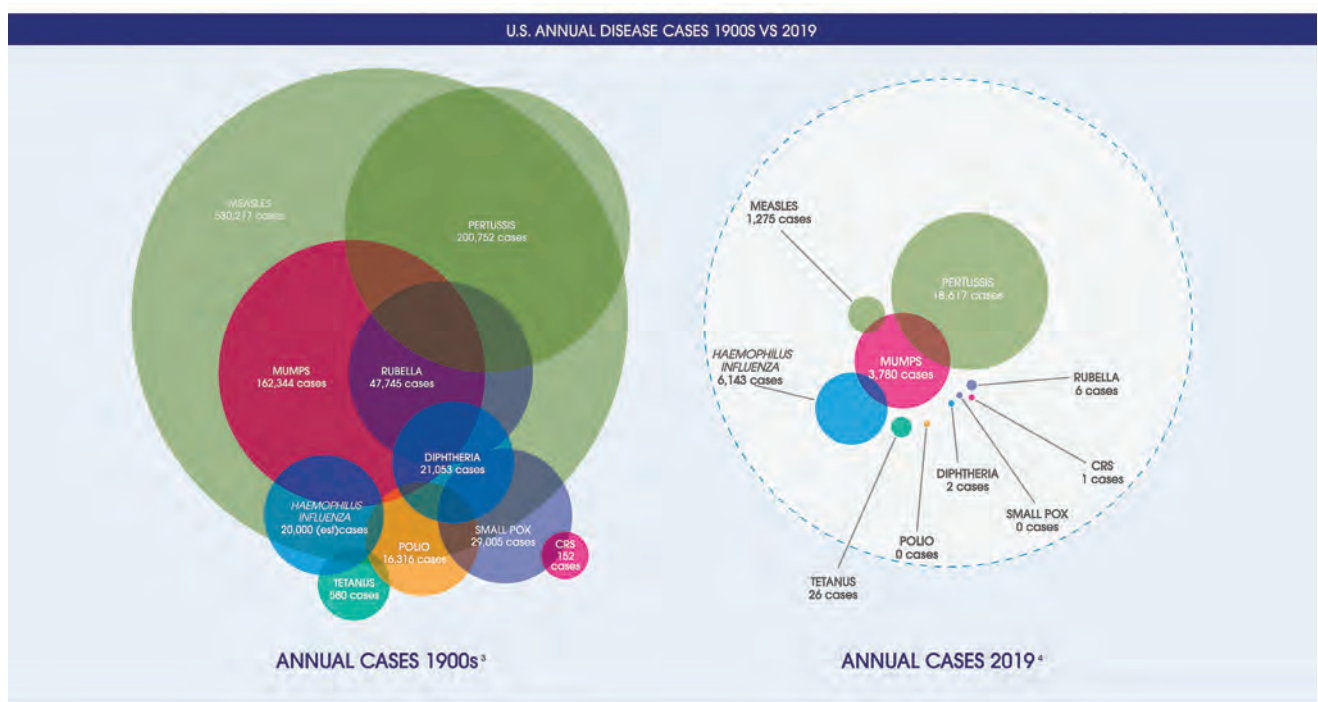 U.S. ANNUAL DISEASE CASES 1900S VS 2019
MEASLES
530,217 cases
PERTUSSIS
200,752 cases
MUMPS
162,344 cases
RUBELLA
47,745 cases
DIPHTHERIA
21,053 cases
HAEMOPHILUS
INFLUENZA
20,000 (est)cases
POLIO
16,316 cases
SMALL POX
29,005 cases
CRS
152
cases
TETANUS
580 cases
ANNUAL CASES 1900s ³
MEASLES
1,275 cases
PERTUSSIS
18,617 cases
HAEMOPHILUS
INFLUENZA
6,143 cases
MUMPS
3,780 cases
RUBELLA
6 cases
CRS
1 cases
DIPHTHERIA
2 cases
SMALL POX
0 cases
POLIO
0 cases
TETANUS
26 cases
ANNUAL CASES 2019 ⁴